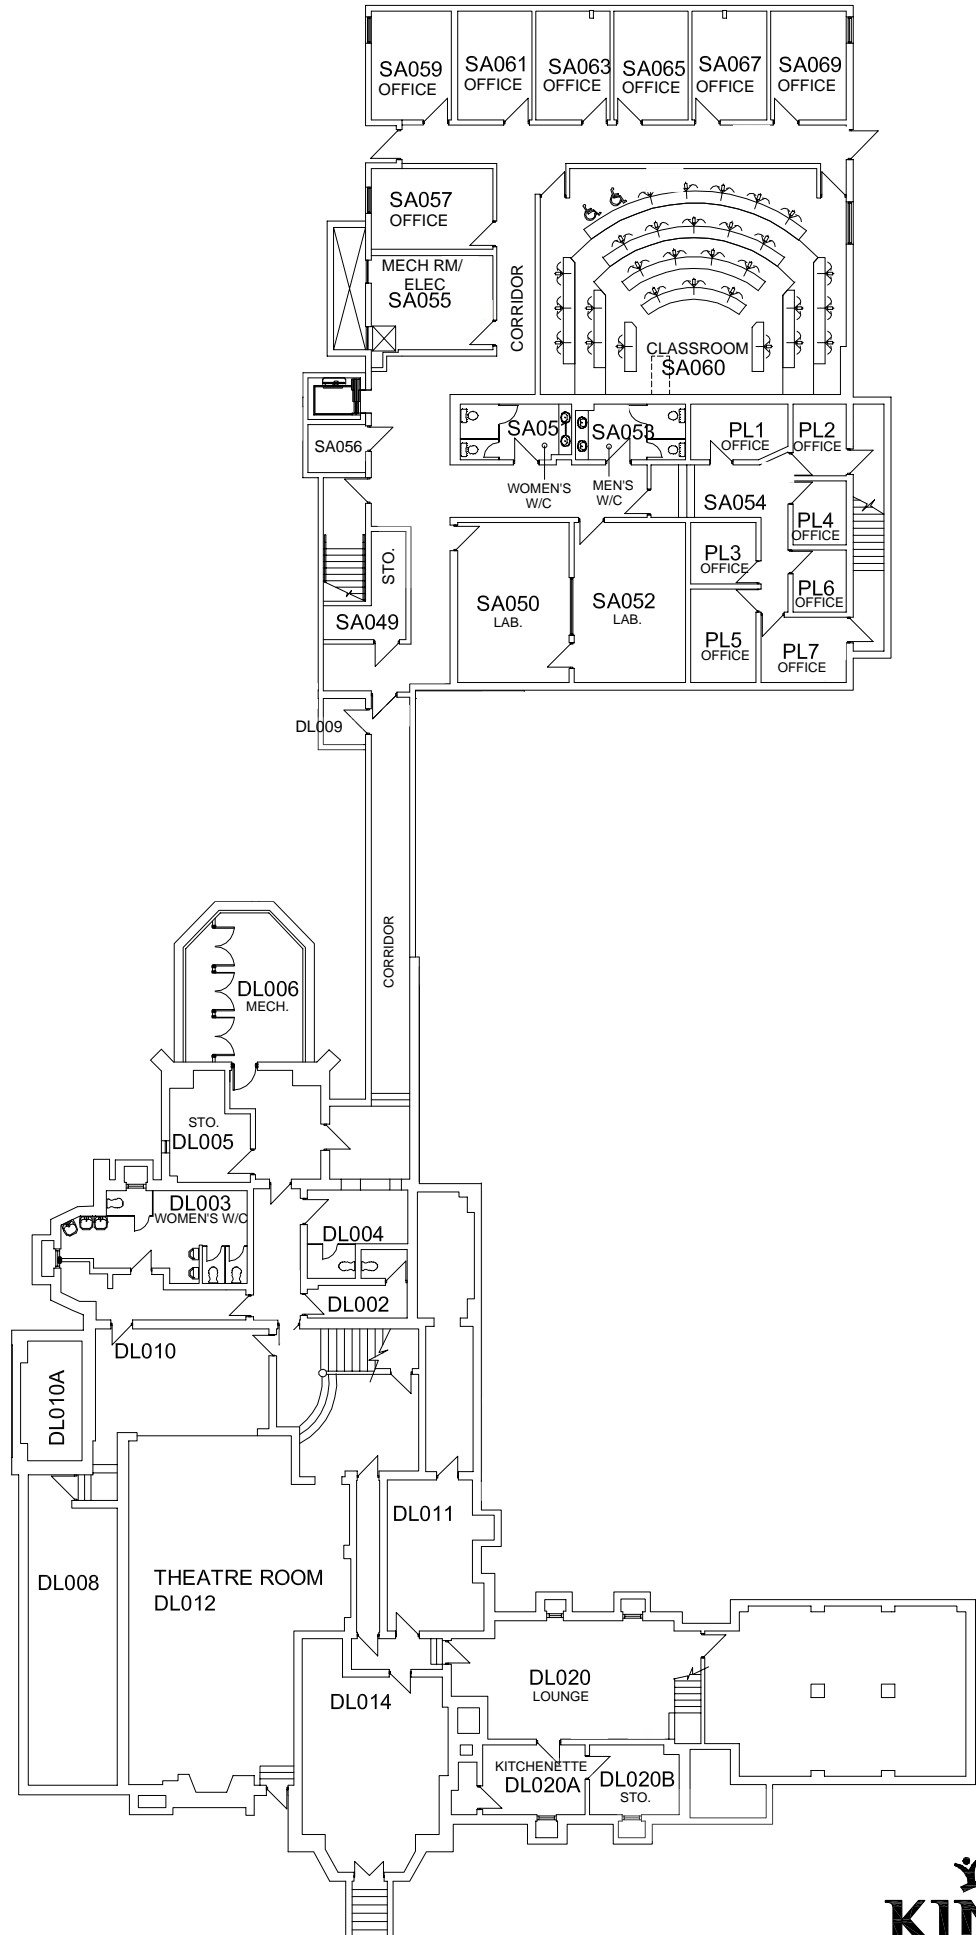 SA059
OFFICE
SA061
OFFICE
SA063
OFFICE
SA065
OFFICE
SA067
OFFICE
SA069
OFFICE
SA057
OFFICE
MECH RM/
ELEC
SA055
CORRIDOR
CLASSROOM
SA060
SA056
SA05
SA053
WOMEN'S
W/C
MEN'S
W/C
PL1
OFFICE
PL2
OFFICE
SA054
PL4
OFFICE
PL3
OFFICE
PL6
OFFICE
PL5
OFFICE
PL7
OFFICE
STO.
SA049
SA050
LAB.
SA052
LAB.
DL009
CORRIDOR
DL006
MECH.
STO.
DL005
DL003
WOMEN'S W/C
DL004
DL002
DL010
DL010A
DL011
DL008
THEATRE ROOM
DL012
DL014
DL020
LOUNGE
KITCHENETTE
DL020A
DL020B
STO.